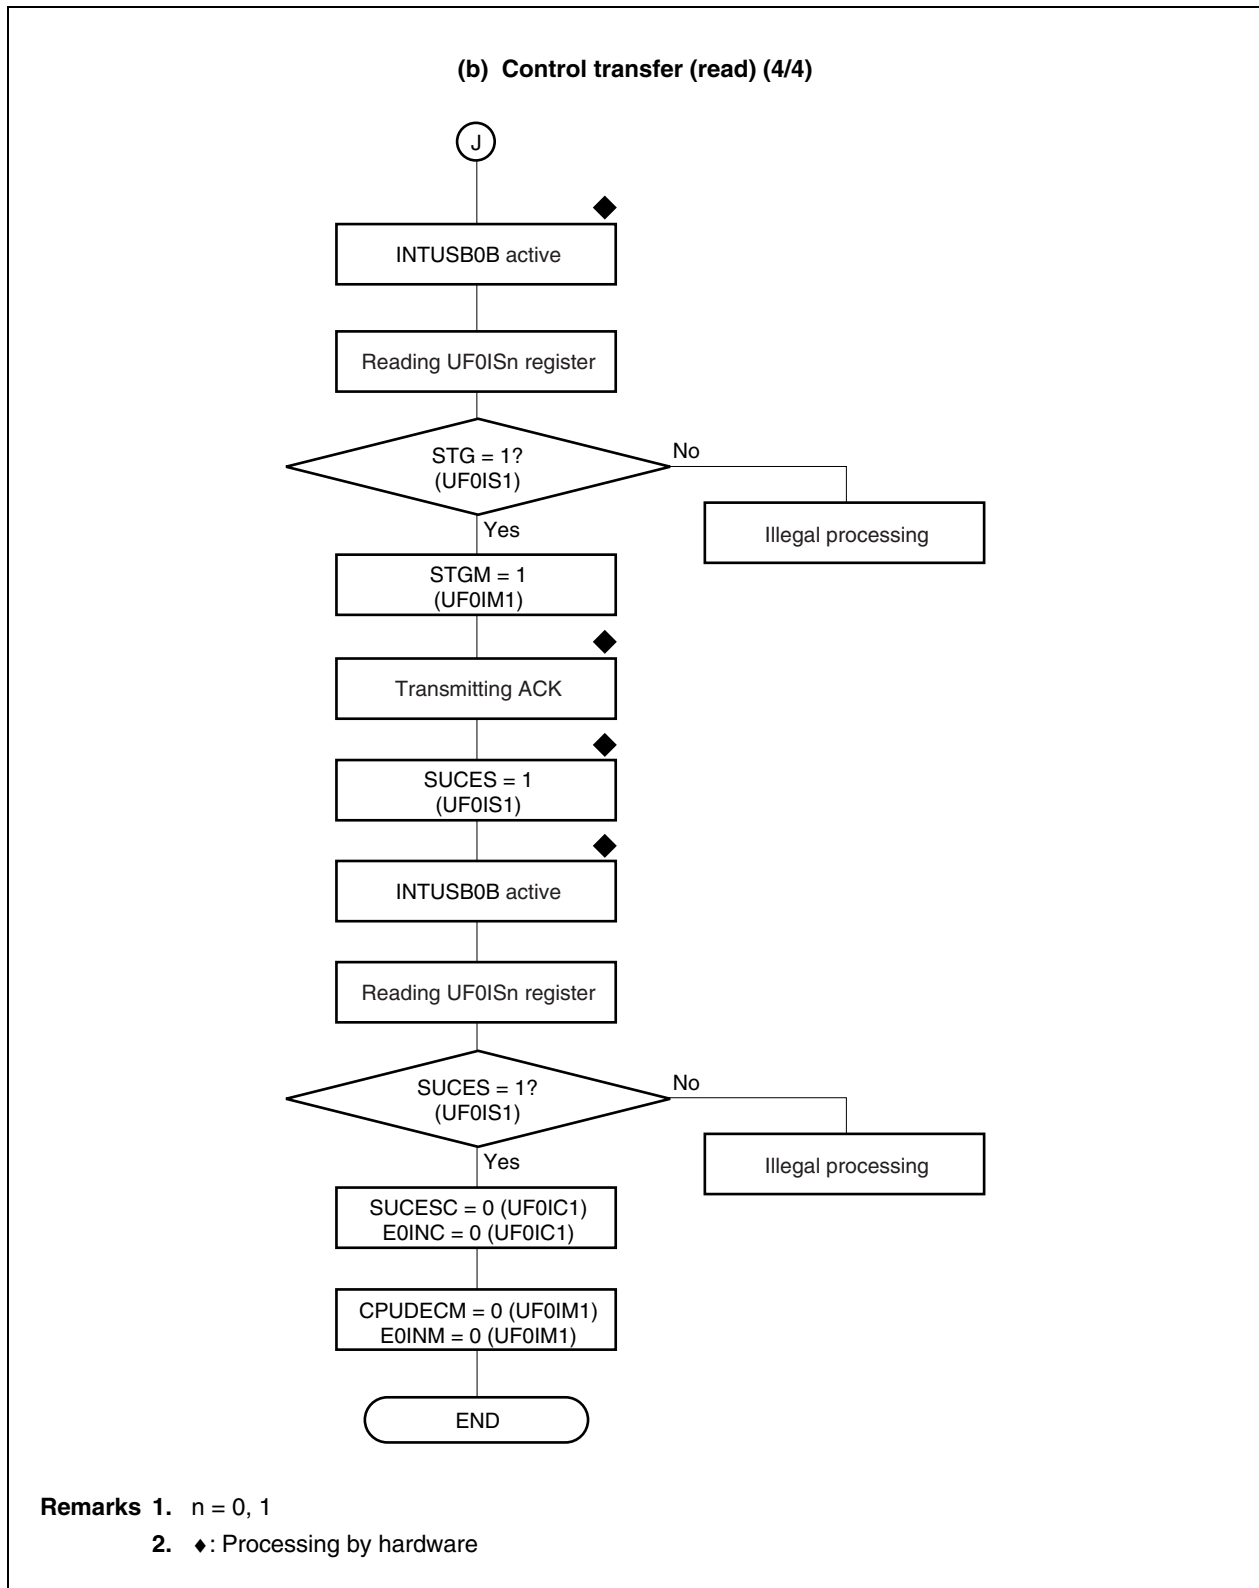 (b) Control transfer (read) (4/4)
J
INTUSB0B active
Reading UF0ISn register
STG = 1?
(UF0IS1)
No
Illegal processing
Yes
STGM = 1
(UF0IM1)
Transmitting ACK
SUCES = 1
(UF0IS1)
INTUSB0B active
Reading UF0ISn register
SUCES = 1?
(UF0IS1)
No
Illegal processing
Yes
SUCESC = 0 (UF0IC1)
E0INC = 0 (UF0IC1)
CPUDECM = 0 (UF0IM1)
E0INM = 0 (UF0IM1)
END
Remarks 1. n = 0, 1
2. ♦: Processing by hardware